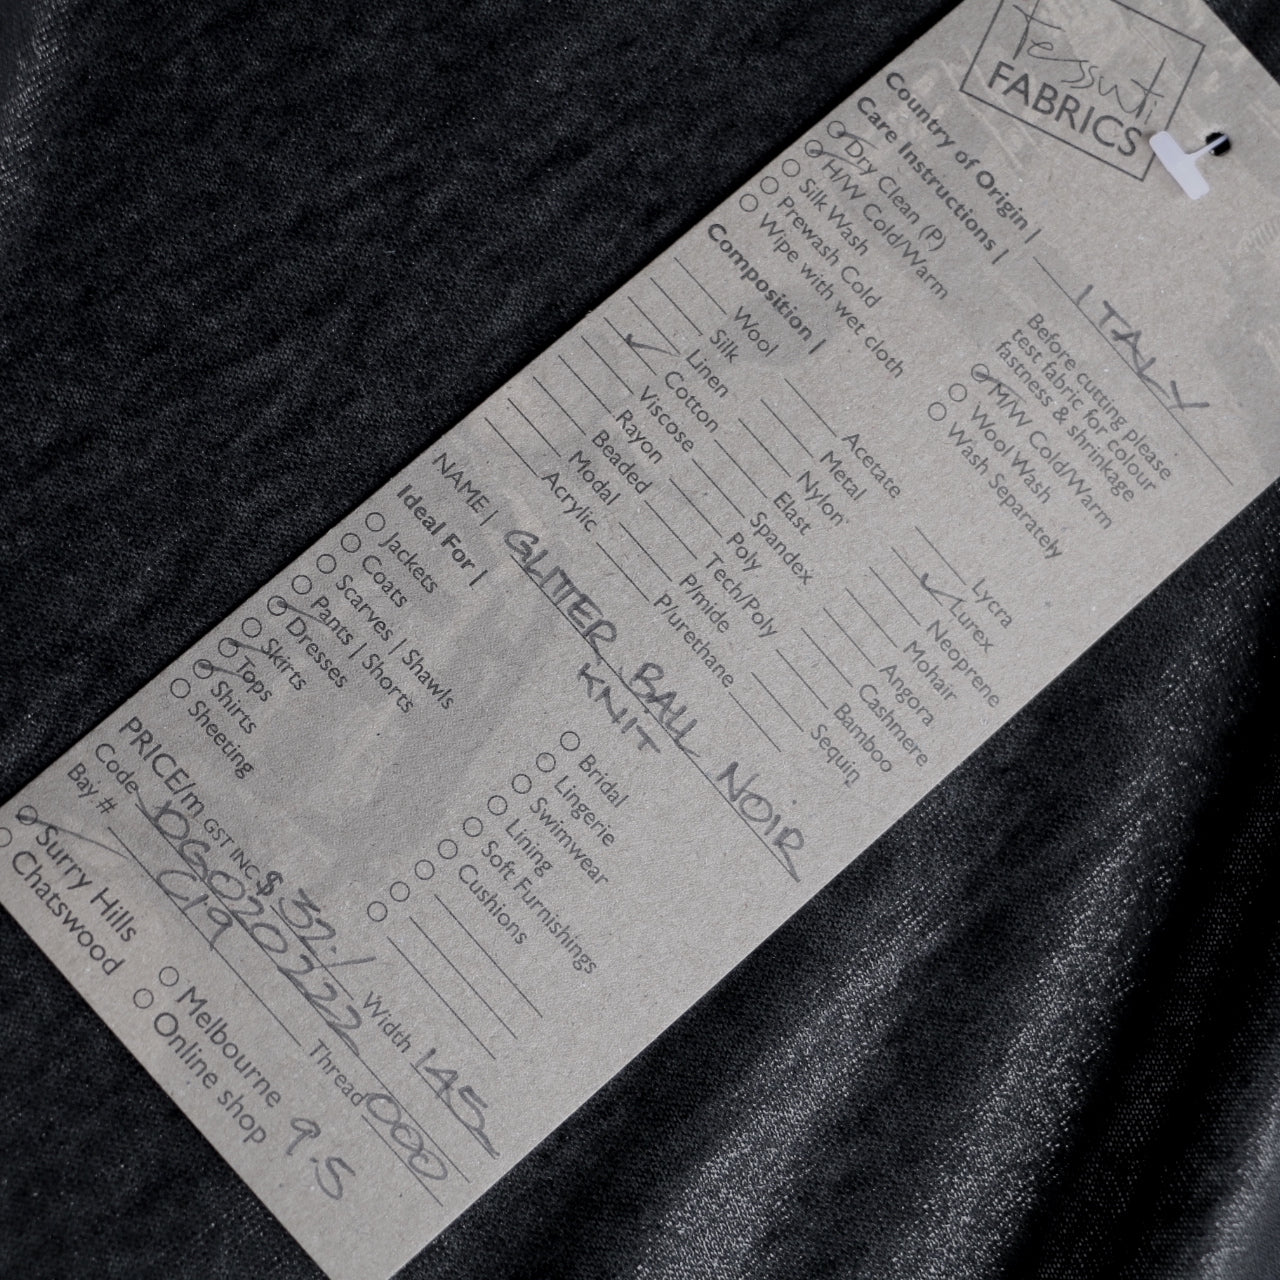 Tessuti
FABRICS
Country of Origin | ITALY
Care Instructions |
Dry Clean (P)
H/W Cold/Warm
Silk Wash
Prewash Cold
Wipe with wet cloth
Before cutting please
test fabric for colour
fastness & shrinkage
M/W Cold/Warm
Wool Wash
Wash Separately
Composition |
Wool
Silk
Linen
Cotton
Viscose
Rayon
Beaded
Modal
Acrylic
Acetate
Metal
Nylon
Elast
Spandex
Poly
Tech/Poly
P/mide
P/urethane
Lycra
Lurex
Neoprene
Mohair
Angora
Cashmere
Bamboo
Sequin
NAME | GLITTER BALL NOIR
KNIT
Ideal For |
Jackets
Coats
Scarves | Shawls
Pants | Shorts
Dresses
Skirts
Tops
Shirts
Sheeting
Bridal
Lingerie
Swimwear
Lining
Soft Furnishings
Cushions
PRICE/m GST INC $ 32./ Width 145
Code DG020222 Thread 000
Bay # C19
Surry Hills
Chatswood
Melbourne
Online shop
9.5